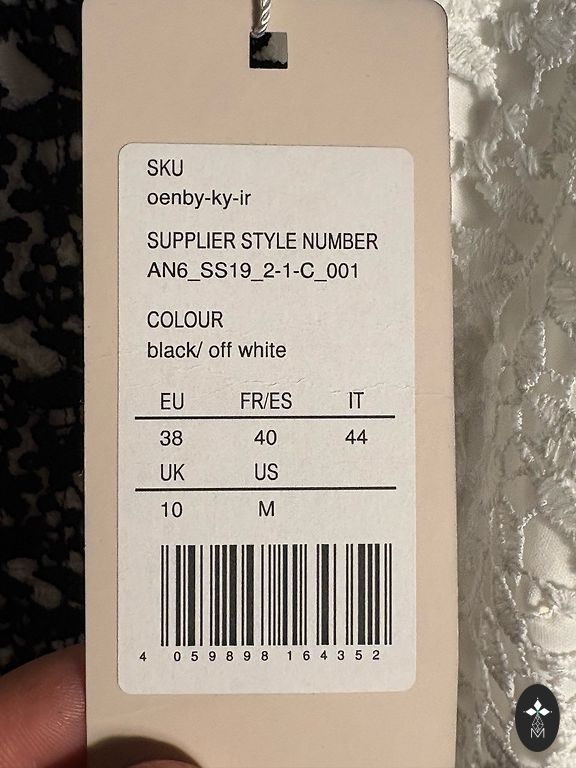 SKU
oenby-ky-ir
SUPPLIER STYLE NUMBER
AN6_SS19_2-1-C_001
COLOUR
black/ off white
EU FR/ES IT
38 40 44
UK US
10 M
4 059898 164352
M